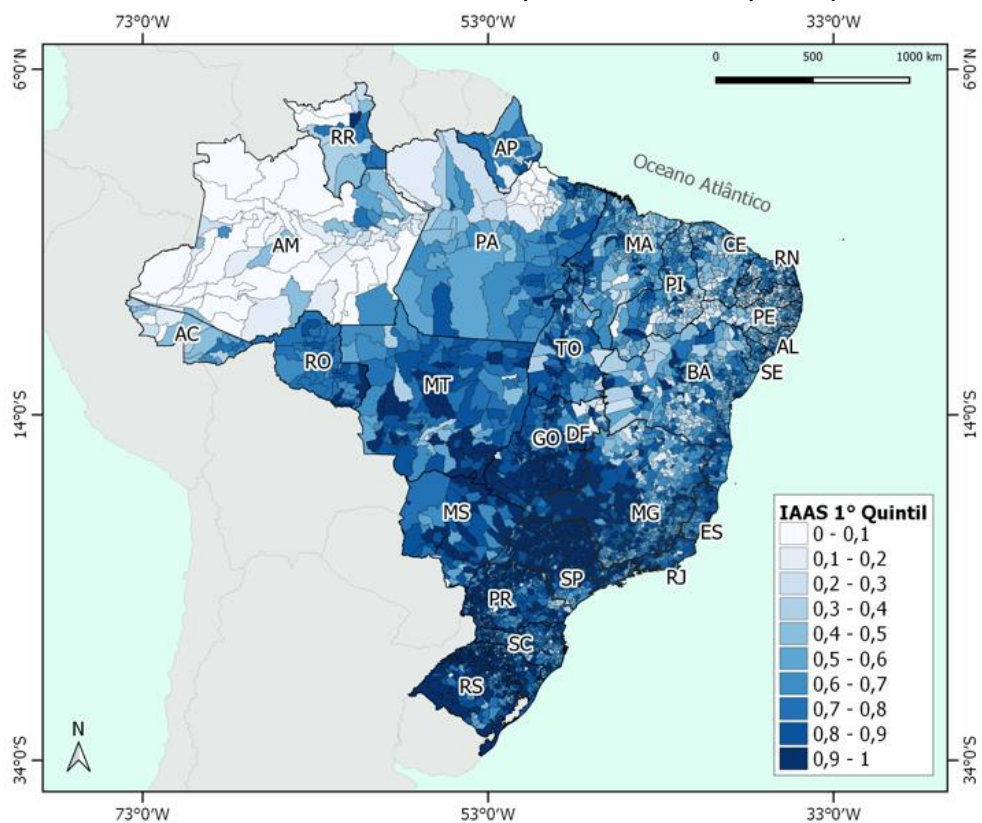 73°0'W 53°0'W 33°0'W
0 500 1000 km
6°0'N 6°0'N
RR
AP
Oceano Atlântico
AM PA MA CE
RN
PI
PE
AC
AL
RO TO
BA SE
MT
14°0'S 14°0'S
GO DF
MS MG
ES
IAAS 1° Quintil
0 - 0,1
0,1 - 0,2
0,2 - 0,3
0,3 - 0,4
0,4 - 0,5
0,5 - 0,6
0,6 - 0,7
0,7 - 0,8
0,8 - 0,9
0,9 - 1
SP RJ
PR
SC
RS
N
34°0'S 34°0'S
73°0'W 53°0'W 33°0'W